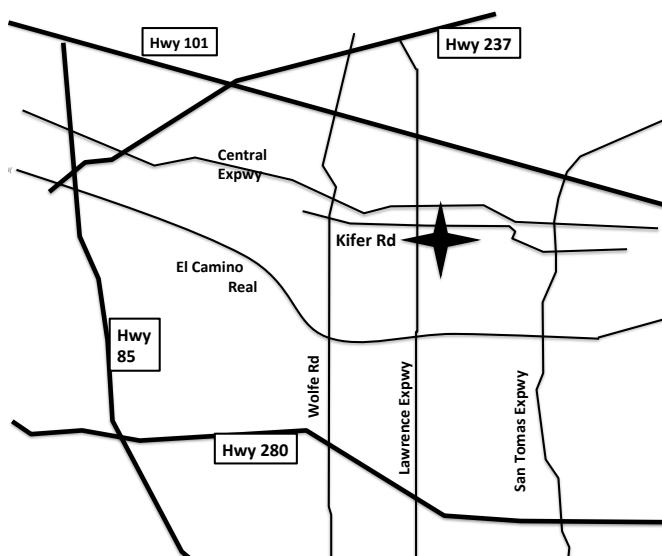 Hwy 101
Hwy 237
Central
Expwy
Kifer Rd
El Camino
Real
Hwy
85
Wolfe Rd
Lawrence Expwy
San Tomas Expwy
Hwy 280